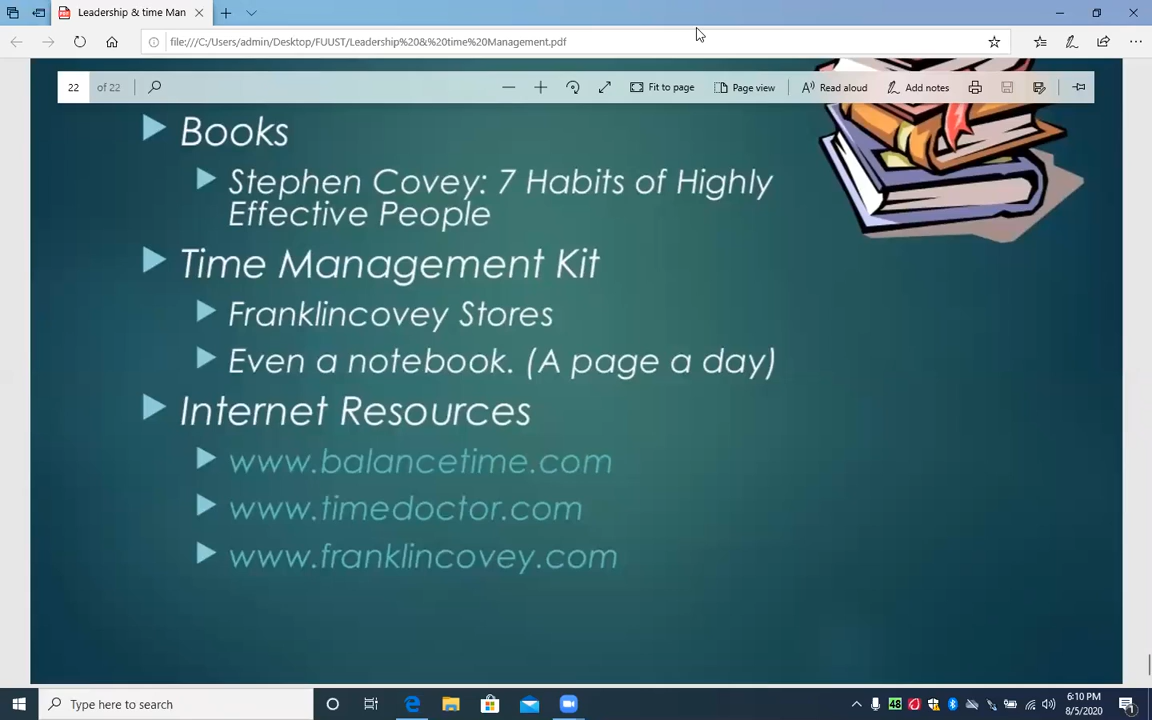 Leadership & time Man
file:///C:/Users/admin/Desktop/FUUST/Leadership%20&%20time%20Management.pdf
22 of 22
Fit to page
Page view
Read aloud
Add notes
Books
Stephen Covey: 7 Habits of Highly
Effective People
Time Management Kit
Franklincovey Stores
Even a notebook. (A page a day)
Internet Resources
www.balancetime.com
www.timedoctor.com
www.franklincovey.com
Type here to search
48
6:10 PM
8/5/2020
1